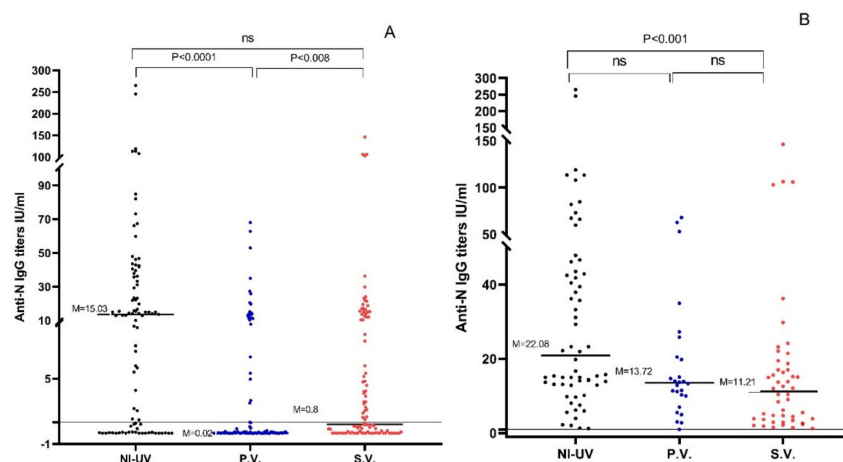 A
ns
P<0.0001
P<0.008
300
250
200
150
100
90
70
50
30
10
5
-1
Anti-N IgG titers IU/ml
M=15.03
M=0.02
M=0.8
NI-UV
P.V.
S.V.
B
P<0.001
ns
ns
300
250
200
150
150
100
50
40
20
0
Anti-N IgG titers IU/ml
M=22.08
M=13.72
M=11.21
NI-UV
P.V.
S.V.